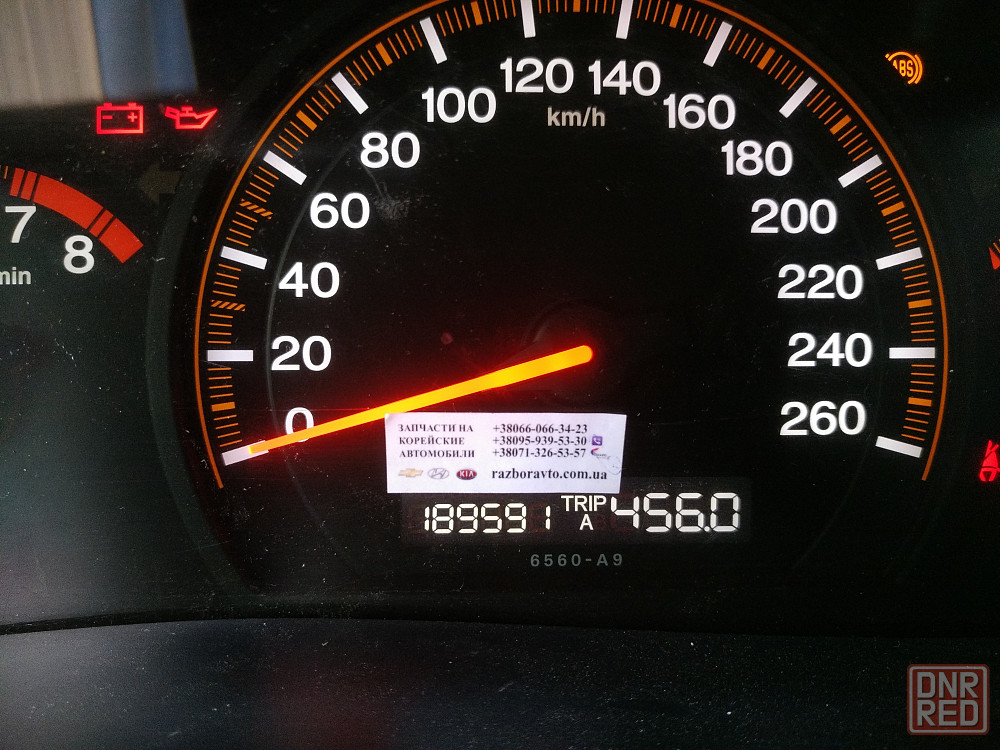 120 140
100 160
km/h
80 180
60 200
40 220
20 240
0 260
7
8
min
ABS
ЗАПЧАСТИ НА +38066-066-34-23
КОРЕЙСКИЕ +38095-939-53-30
АВТОМОБИЛИ +38071-326-53-57
KIA
razboravto.com.ua
189591 TRIP A 456.0
6560-A9
DNR
RED